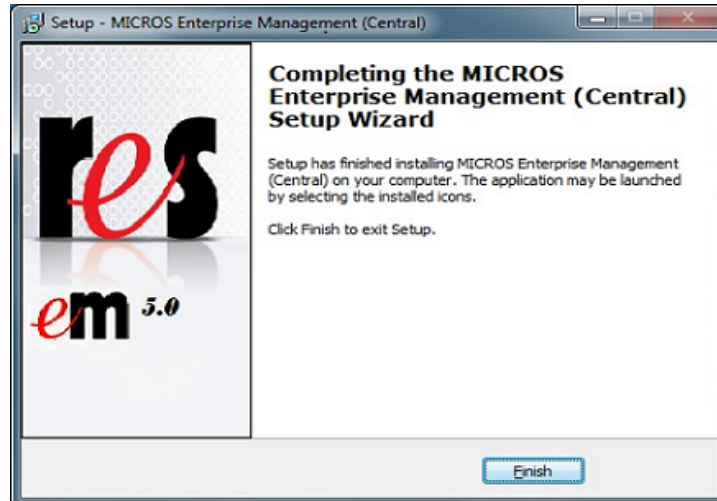 Setup - MICROS Enterprise Management (Central)
res
em 5.0
Completing the MICROS
Enterprise Management (Central)
Setup Wizard
Setup has finished installing MICROS Enterprise Management
(Central) on your computer. The application may be launched
by selecting the installed icons.
Click Finish to exit Setup.
Finish